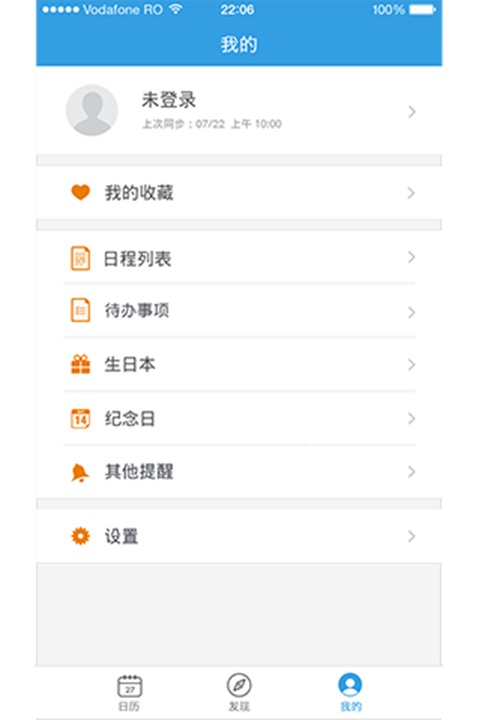 Vodafone RO 22:06 100%
我的
未登录
上次同步：07/22 上午 10:00
我的收藏
日程列表
待办事项
生日本
14 纪念日
其他提醒
设置
27
日历 发现 我的